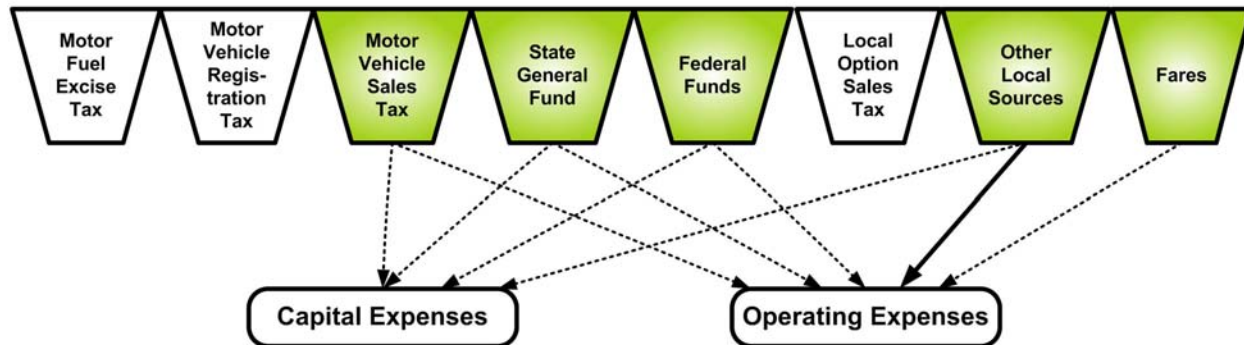 Motor
Fuel
Excise
Tax
Motor
Vehicle
Regis-
tration
Tax
Motor
Vehicle
Sales
Tax
State
General
Fund
Federal
Funds
Local
Option
Sales
Tax
Other
Local
Sources
Fares
Capital Expenses
Operating Expenses